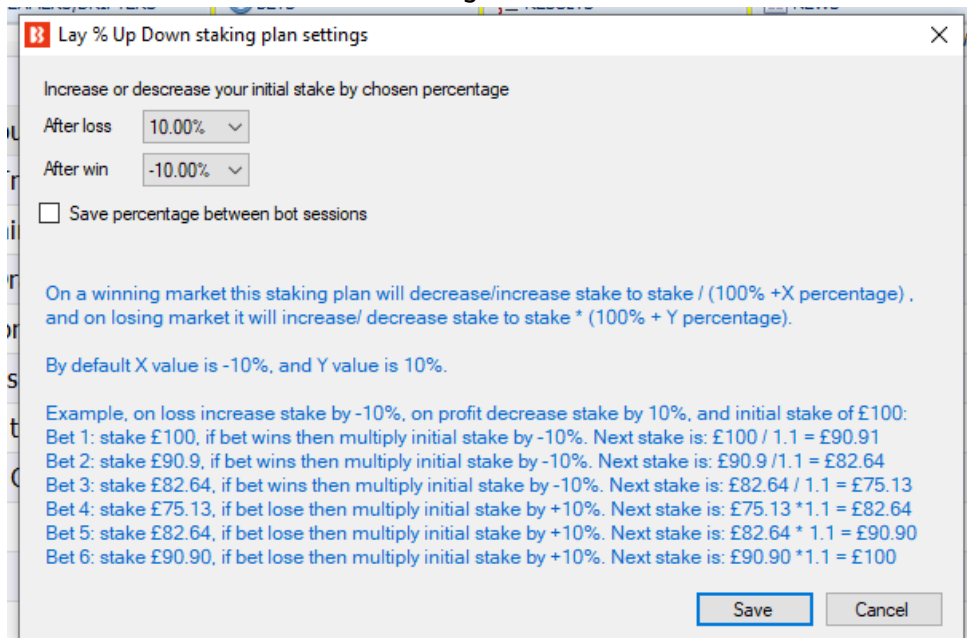 BETS
RESULTS
NEWS
Lay % Up Down staking plan settings
Increase or descrease your initial stake by chosen percentage
After loss 10.00%
After win -10.00%
Save percentage between bot sessions
On a winning market this staking plan will decrease/increase stake to stake / (100% +X percentage) ,
and on losing market it will increase/ decrease stake to stake * (100% + Y percentage).
By default X value is -10%, and Y value is 10%.
Example, on loss increase stake by -10%, on profit decrease stake by 10%, and initial stake of £100:
Bet 1: stake £100, if bet wins then multiply initial stake by -10%. Next stake is: £100 / 1.1 = £90.91
Bet 2: stake £90.9, if bet wins then multiply initial stake by -10%. Next stake is: £90.9 /1.1 = £82.64
Bet 3: stake £82.64, if bet wins then multiply initial stake by -10%. Next stake is: £82.64 / 1.1 = £75.13
Bet 4: stake £75.13, if bet lose then multiply initial stake by +10%. Next stake is: £75.13 *1.1 = £82.64
Bet 5: stake £82.64, if bet lose then multiply initial stake by +10%. Next stake is: £82.64 * 1.1 = £90.90
Bet 6: stake £90.90, if bet lose then multiply initial stake by +10%. Next stake is: £90.90 *1.1 = £100
Save Cancel